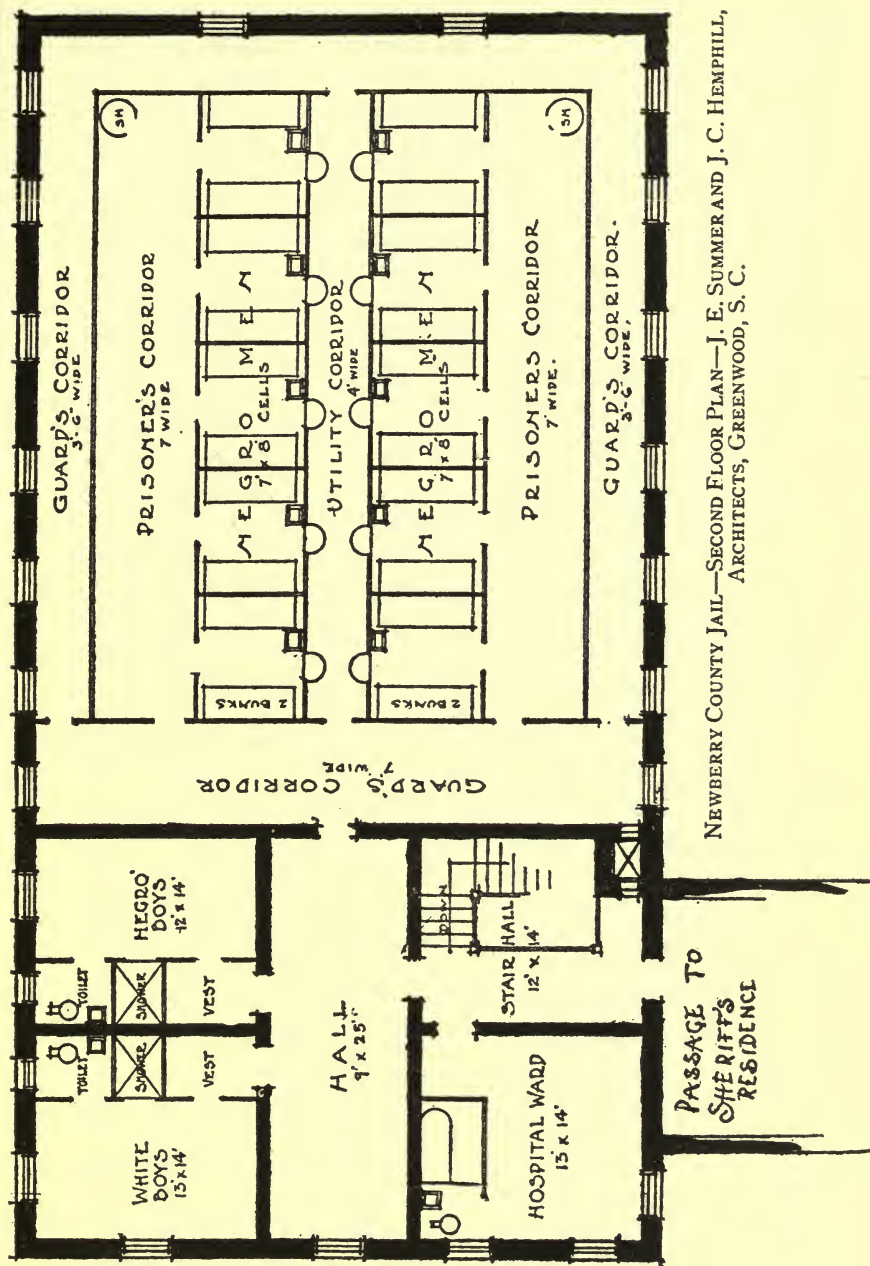 GUARD'S CORRIDOR
3'-6" WIDE
PRISONER'S CORRIDOR
7' WIDE
SH
NEGRO MEN
CELLS
7' x 8'
UTILITY CORRIDOR
4' WIDE
NEGRO MEN
CELLS
7' x 8'
PRISONERS CORRIDOR
7' WIDE.
SH
GUARD'S CORRIDOR.
3'-6" WIDE.
2 BUNKS
2 BUNKS
GUARD'S CORRIDOR
7' WIDE
NEGRO
BOYS
12' x 14'
TOILET
SHOWER
VEST
TOILET
SHOWER
VEST
WHITE
BOYS
13' x 14'
HALL
9' x 25'
DOWN
STAIR HALL
12' x 14'
HOSPITAL WARD
13' x 14'
PASSAGE TO
SHERIFF'S
RESIDENCE
NEWBERRY COUNTY JAIL—SECOND FLOOR PLAN—J. E. SUMMER AND J. C. HEMPHILL,
ARCHITECTS, GREENWOOD, S. C.